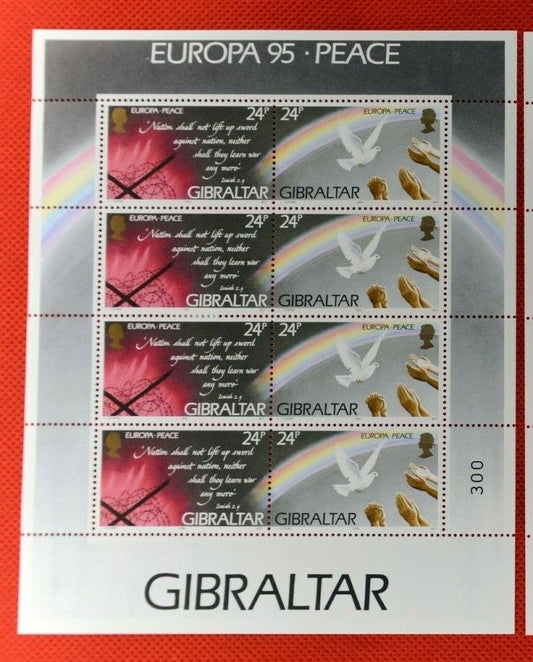 EUROPA 95 · PEACE
EUROPA · PEACE 24P
"Nation shall not lift up sword
against nation, neither
shall they learn war
any more"
Isaiah 2.4
GIBRALTAR
24P EUROPA · PEACE
GIBRALTAR
EUROPA · PEACE 24P
"Nation shall not lift up sword
against nation, neither
shall they learn war
any more"
Isaiah 2.4
GIBRALTAR
24P EUROPA · PEACE
GIBRALTAR
EUROPA · PEACE 24P
"Nation shall not lift up sword
against nation, neither
shall they learn war
any more"
Isaiah 2.4
GIBRALTAR
24P EUROPA · PEACE
GIBRALTAR
EUROPA · PEACE 24P
"Nation shall not lift up sword
against nation, neither
shall they learn war
any more"
Isaiah 2.4
GIBRALTAR
24P EUROPA · PEACE
GIBRALTAR
300
GIBRALTAR